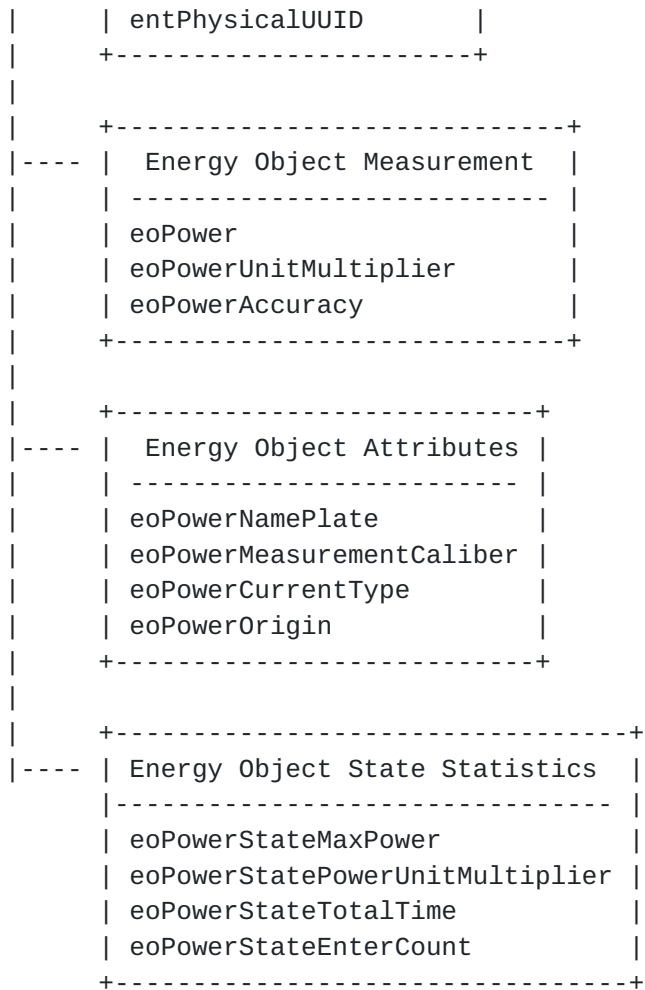 |     | entPhysicalUUID       |
|     +-----------------------+
|
|     +-----------------------------+
|---- |  Energy Object Measurement  |
|     | --------------------------- |
|     | eoPower                     |
|     | eoPowerUnitMultiplier       |
|     | eoPowerAccuracy             |
|     +-----------------------------+
|
|     +---------------------------+
|---- |  Energy Object Attributes |
|     | ------------------------- |
|     | eoPowerNamePlate          |
|     | eoPowerMeasurementCaliber |
|     | eoPowerCurrentType        |
|     | eoPowerOrigin             |
|     +---------------------------+
|
|     +---------------------------------+
|---- | Energy Object State Statistics  |
      |-------------------------------- |
      | eoPowerStateMaxPower            |
      | eoPowerStatePowerUnitMultiplier |
      | eoPowerStateTotalTime           |
      | eoPowerStateEnterCount          |
      +---------------------------------+